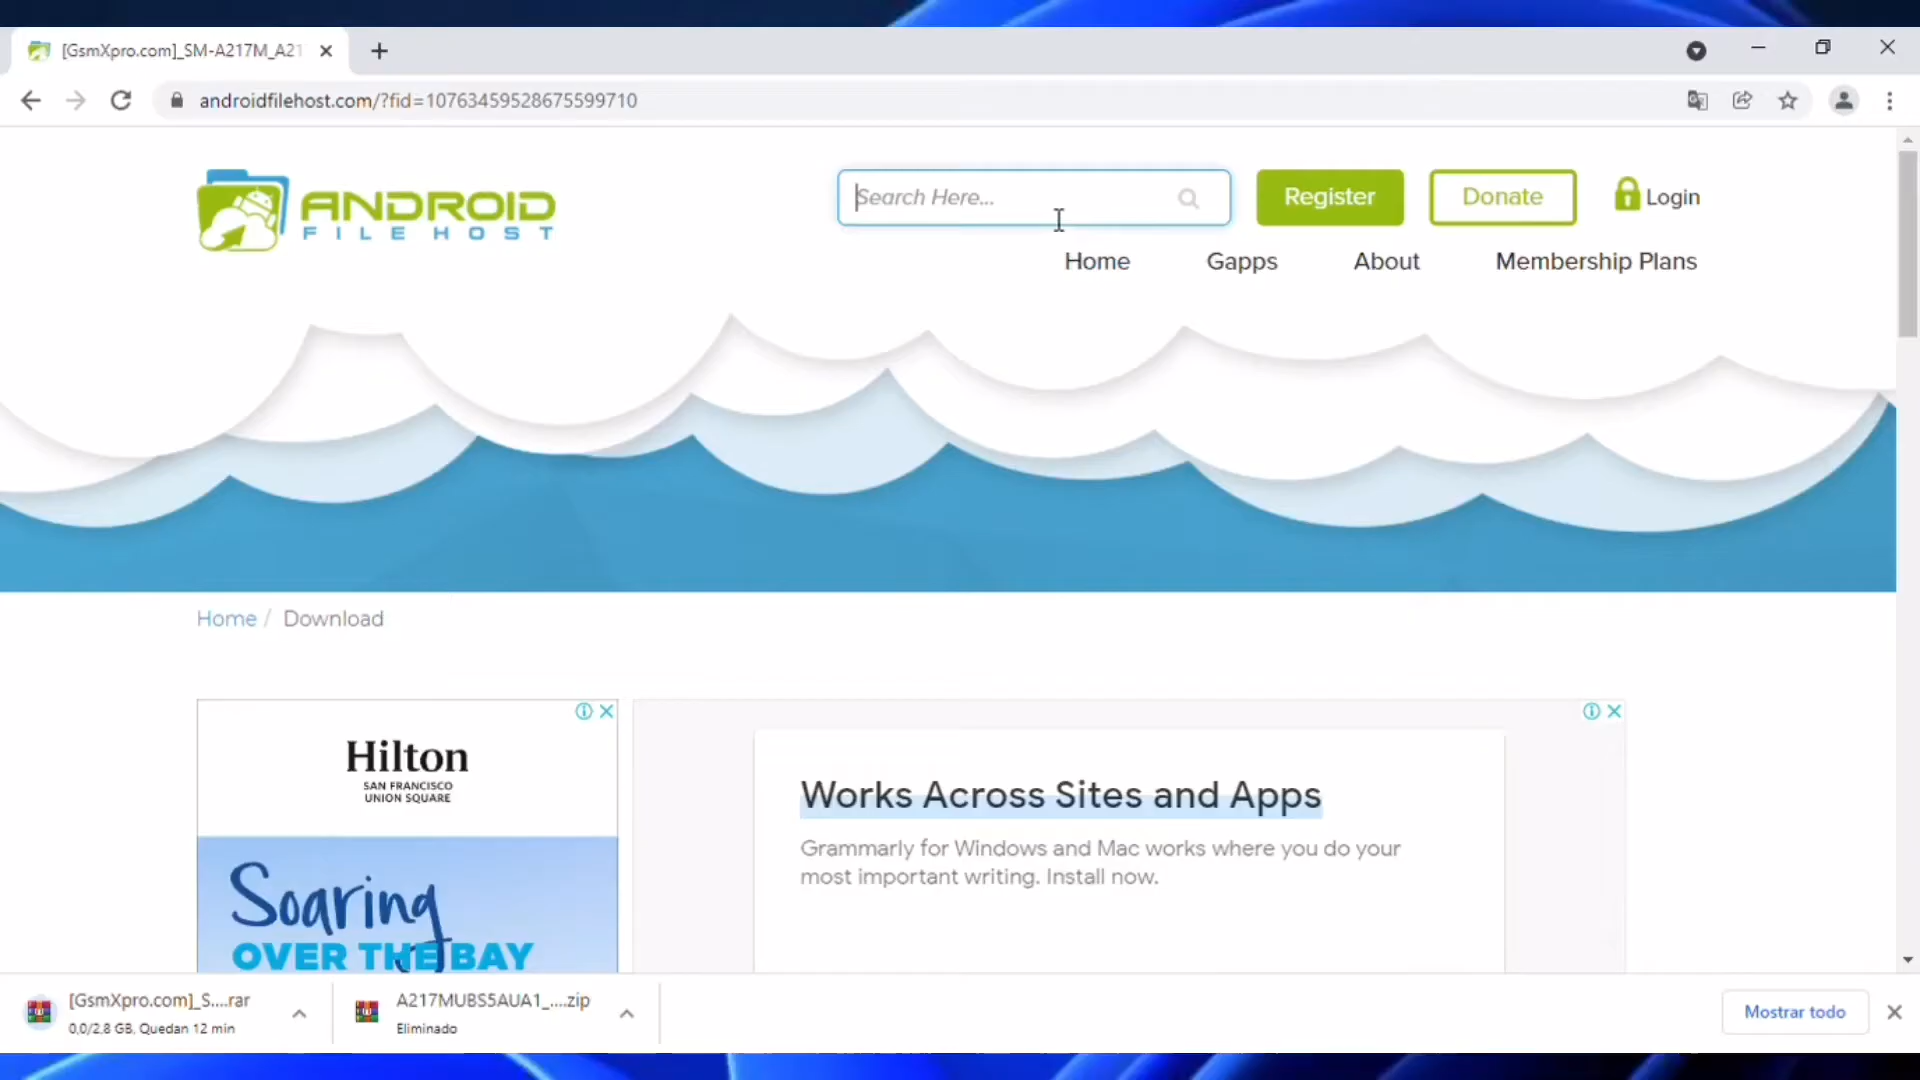 [GsmXpro.com]_SM-A217M_A21
androidfilehost.com/?fid=10763459528675599710
ANDROID
FILE HOST
Search Here...
Register
Donate
Login
Home
Gapps
About
Membership Plans
Home / Download
Hilton
SAN FRANCISCO
UNION SQUARE
Soaring
OVER THE BAY
Works Across Sites and Apps
Grammarly for Windows and Mac works where you do your
most important writing. Install now.
[GsmXpro.com]_S....rar
0,0/2.8 GB, Quedan 12 min
A217MUBS5AUA1_....zip
Eliminado
Mostrar todo